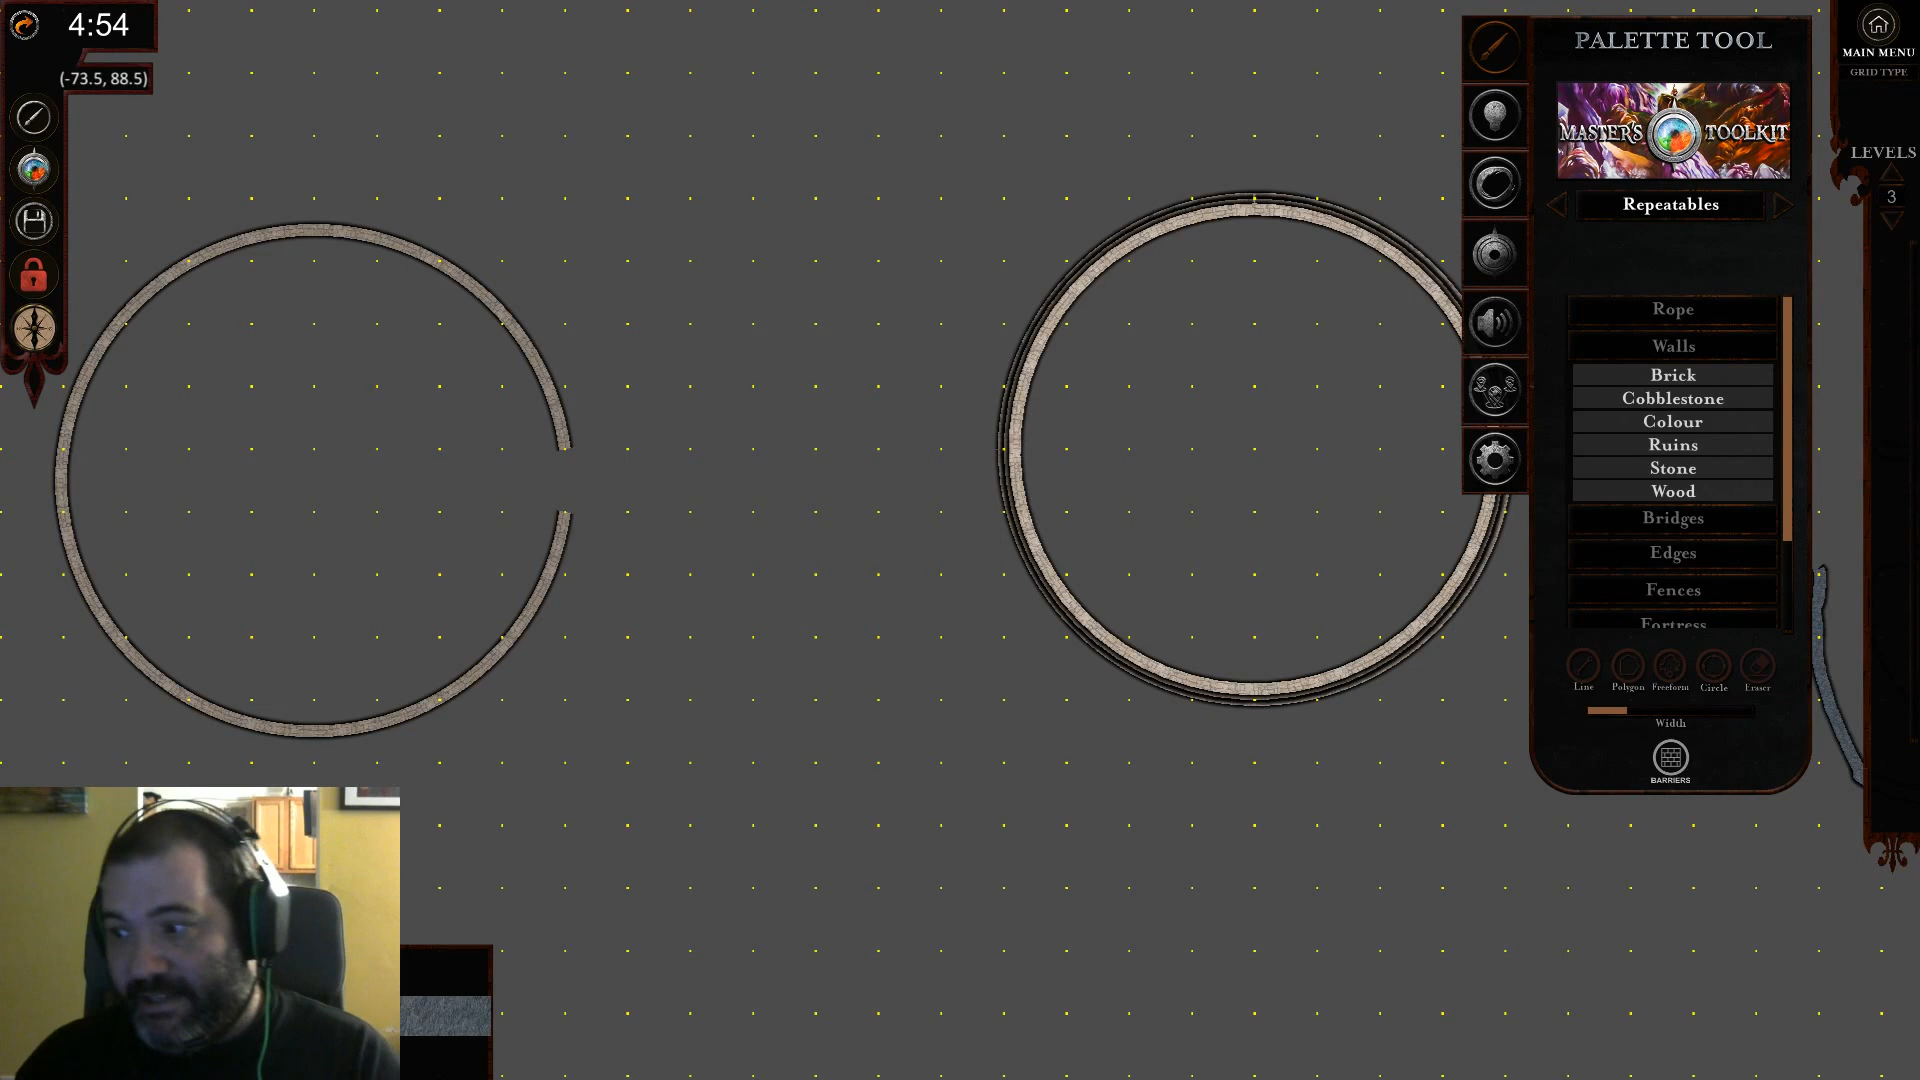 4:54
(-73.5, 88.5)
PALETTE TOOL
MASTER'S TOOLKIT
Repeatables
Rope
Walls
Brick
Cobblestone
Colour
Ruins
Stone
Wood
Bridges
Edges
Fences
Fortress
Line
Polygon
Freeform
Circle
Eraser
Width
BARRIERS
MAIN MENU
GRID TYPE
LEVELS
3